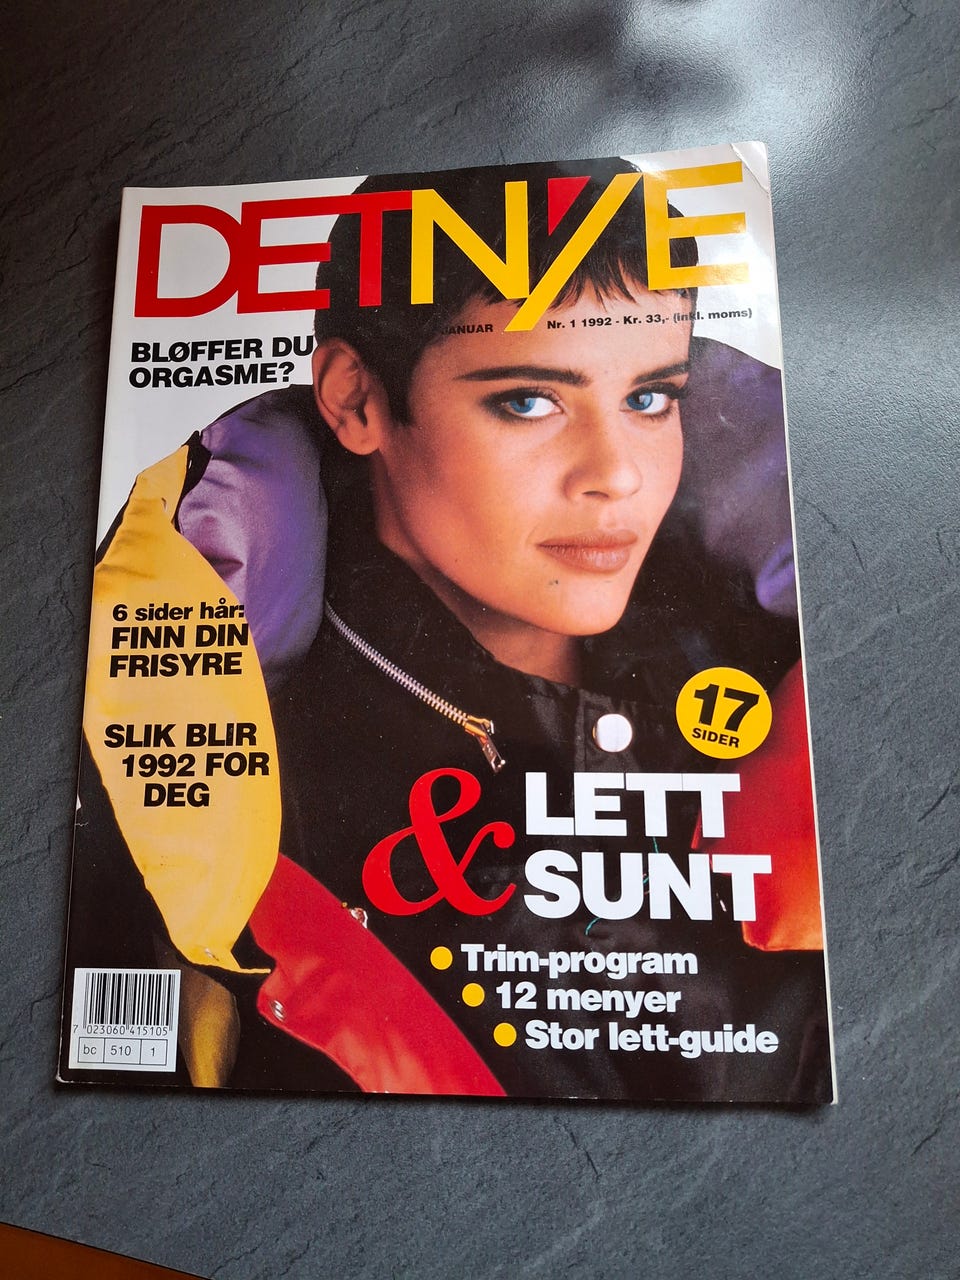 DET NYE
JANUAR
Nr. 1 1992 - Kr. 33,- (inkl. moms)
BLØFFER DU
ORGASME?
6 sider hår:
FINN DIN
FRISYRE
SLIK BLIR
1992 FOR
DEG
17
SIDER
& LETT
SUNT
Trim-program
12 menyer
Stor lett-guide
7 023060 415105
bc 510 1